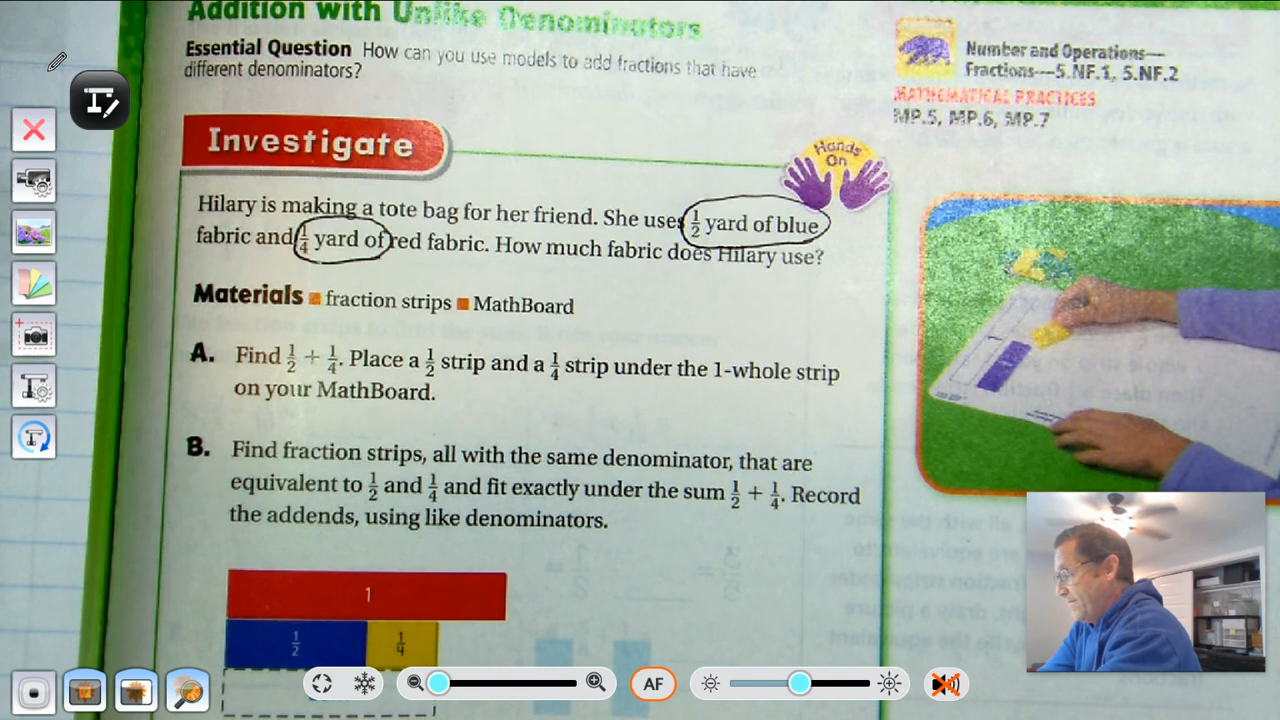 Addition with Unlike Denominators
Essential Question How can you use models to add fractions that have
different denominators?
Number and Operations—
Fractions—5.NF.1, 5.NF.2
MATHEMATICAL PRACTICES
MP.5, MP.6, MP.7
Investigate
Hands
On
Hilary is making a tote bag for her friend. She uses 1/2 yard of blue
fabric and 1/4 yard of red fabric. How much fabric does Hilary use?
Materials ■ fraction strips ■ MathBoard
A. Find 1/2 + 1/4. Place a 1/2 strip and a 1/4 strip under the 1-whole strip
on your MathBoard.
B. Find fraction strips, all with the same denominator, that are
equivalent to 1/2 and 1/4 and fit exactly under the sum 1/2 + 1/4. Record
the addends, using like denominators.
1
1/2 1/4
AF